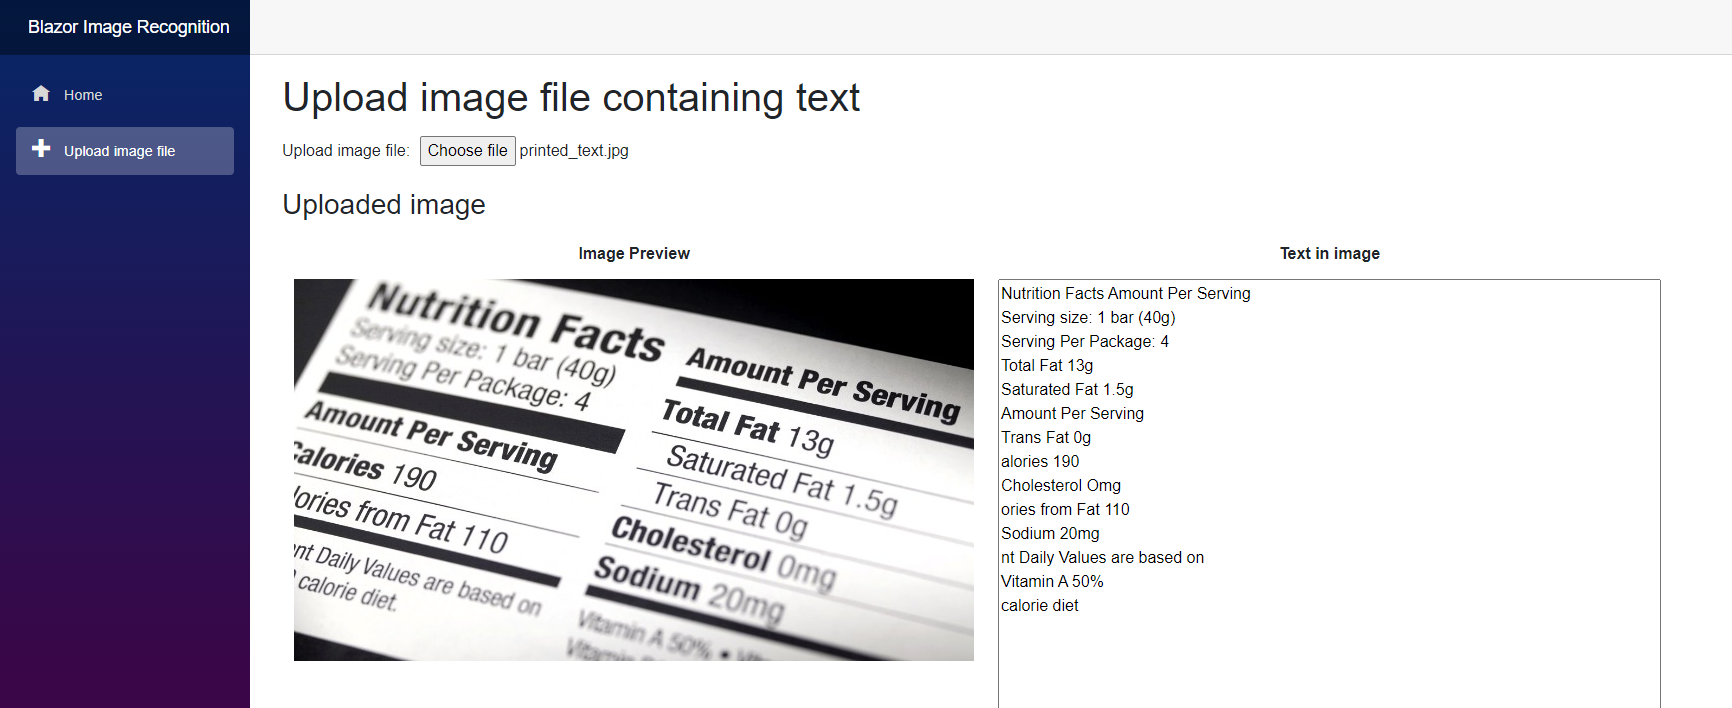 Blazor Image Recognition
Home
Upload image file
Upload image file containing text
Upload image file: Choose file printed_text.jpg
Uploaded image
Image Preview
Nutrition Facts
Serving size: 1 bar (40g)
Serving Per Package: 4
Amount Per Serving
Calories 190
lories from Fat 110
nt Daily Values are based on
calorie diet.
Amount Per Serving
Total Fat 13g
Saturated Fat 1.5g
Trans Fat 0g
Cholesterol 0mg
Sodium 20mg
Vitamin A 50% •
Vitamin
Text in image
Nutrition Facts Amount Per Serving
Serving size: 1 bar (40g)
Serving Per Package: 4
Total Fat 13g
Saturated Fat 1.5g
Amount Per Serving
Trans Fat 0g
alories 190
Cholesterol Omg
ories from Fat 110
Sodium 20mg
nt Daily Values are based on
Vitamin A 50%
calorie diet